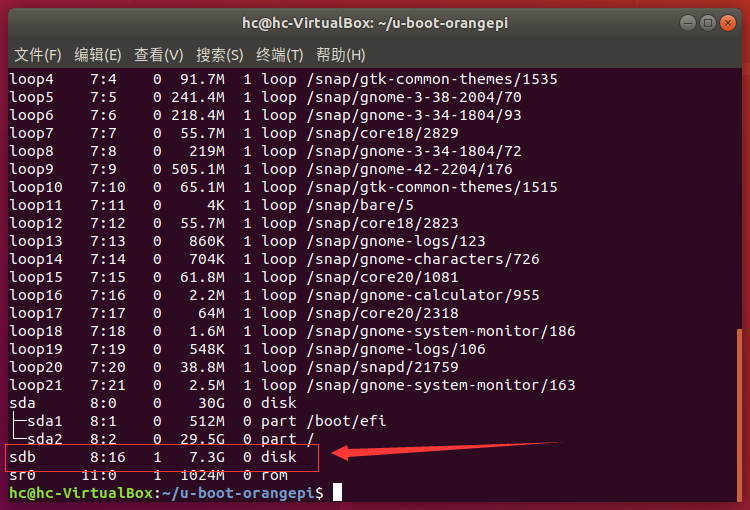 hc@hc-VirtualBox: ~/u-boot-orangepi
文件(F) 编辑(E) 查看(V) 搜索(S) 终端(T) 帮助(H)
loop4 7:4 0 91.7M 1 loop /snap/gtk-common-themes/1535
loop5 7:5 0 241.4M 1 loop /snap/gnome-3-38-2004/70
loop6 7:6 0 218.4M 1 loop /snap/gnome-3-34-1804/93
loop7 7:7 0 55.7M 1 loop /snap/core18/2829
loop8 7:8 0 219M 1 loop /snap/gnome-3-34-1804/72
loop9 7:9 0 505.1M 1 loop /snap/gnome-42-2204/176
loop10 7:10 0 65.1M 1 loop /snap/gtk-common-themes/1515
loop11 7:11 0 4K 1 loop /snap/bare/5
loop12 7:12 0 55.7M 1 loop /snap/core18/2823
loop13 7:13 0 860K 1 loop /snap/gnome-logs/123
loop14 7:14 0 704K 1 loop /snap/gnome-characters/726
loop15 7:15 0 61.8M 1 loop /snap/core20/1081
loop16 7:16 0 2.2M 1 loop /snap/gnome-calculator/955
loop17 7:17 0 64M 1 loop /snap/core20/2318
loop18 7:18 0 1.6M 1 loop /snap/gnome-system-monitor/186
loop19 7:19 0 548K 1 loop /snap/gnome-logs/106
loop20 7:20 0 38.8M 1 loop /snap/snapd/21759
loop21 7:21 0 2.5M 1 loop /snap/gnome-system-monitor/163
sda 8:0 0 30G 0 disk
├─sda1 8:1 0 512M 0 part /boot/efi
└─sda2 8:2 0 29.5G 0 part /
sdb 8:16 1 7.3G 0 disk
sr0 11:0 1 1024M 0 rom
hc@hc-VirtualBox:~/u-boot-orangepi$